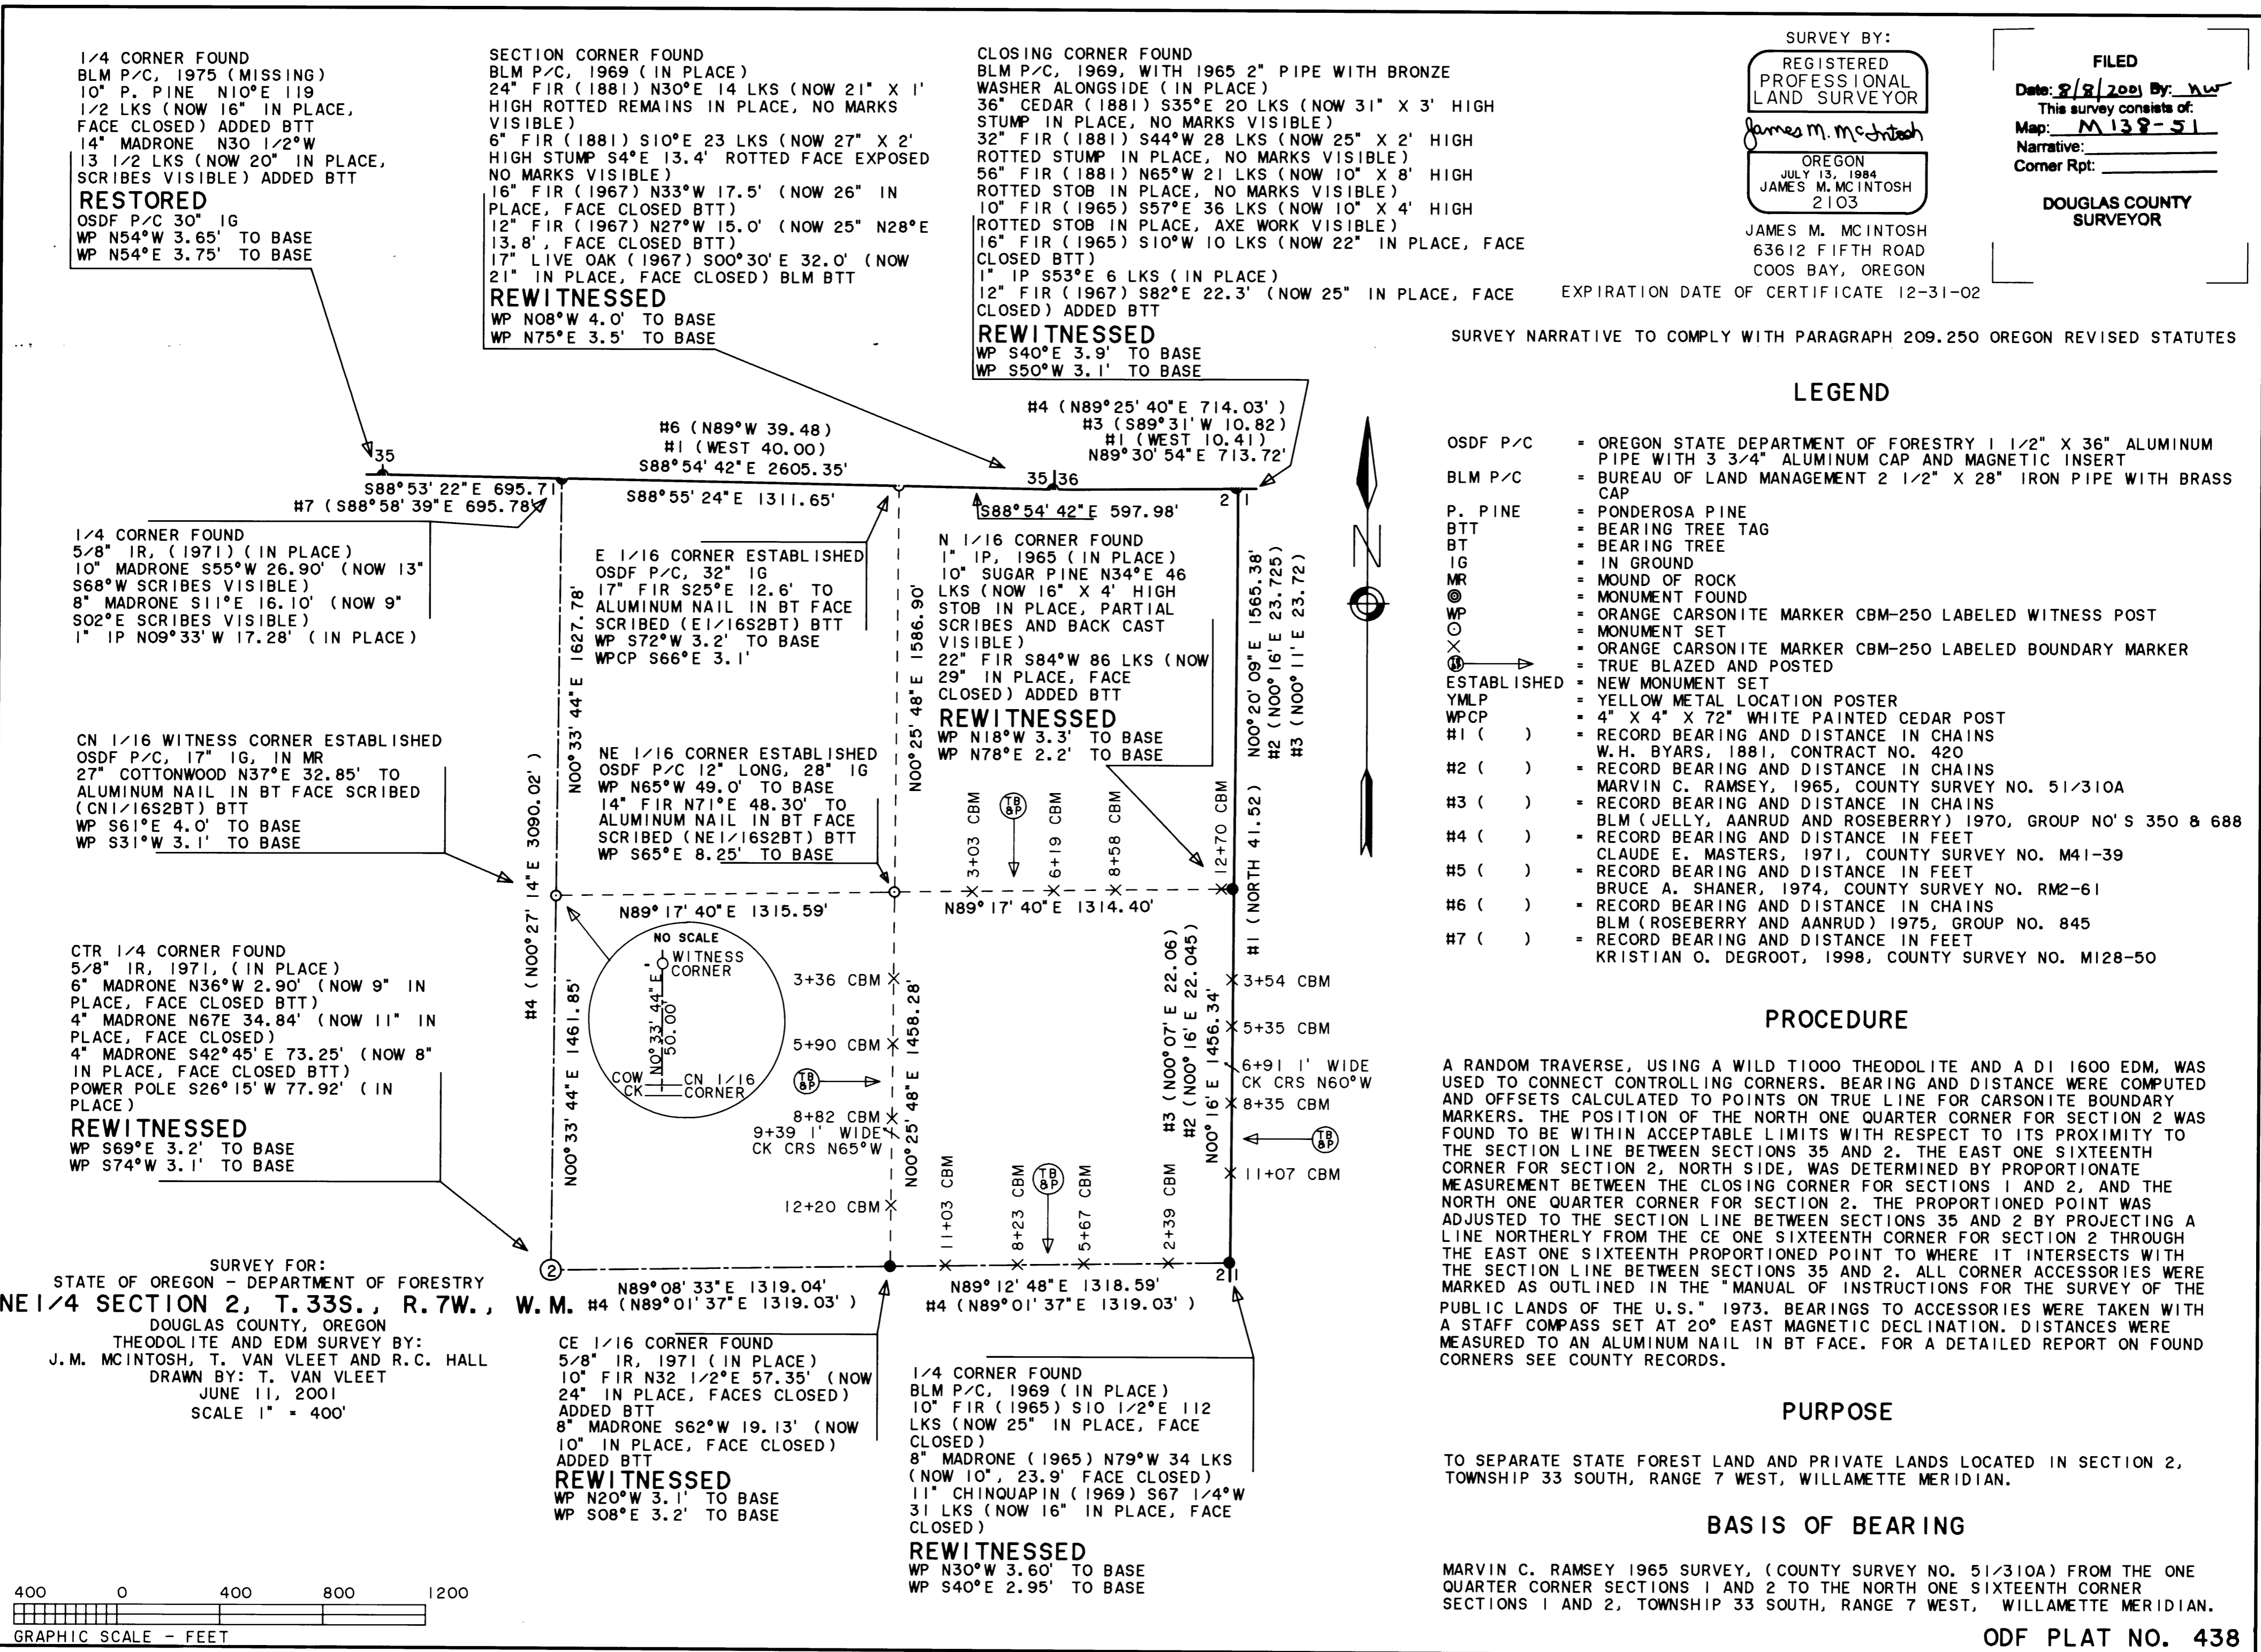 1/4 CORNER FOUND
BLM P/C, 1975 (MISSING)
10" P. PINE N10°E 119
1/2 LKS (NOW 16" IN PLACE,
FACE CLOSED) ADDED BTT
14" MADRONE N30 1/2°W
13 1/2 LKS (NOW 20" IN PLACE,
SCRIBES VISIBLE) ADDED BTT
RESTORED
OSDF P/C 30" IG
WP N54°W 3.65' TO BASE
WP N54°E 3.75' TO BASE
SECTION CORNER FOUND
BLM P/C, 1969 (IN PLACE)
24" FIR (1881) N30°E 14 LKS (NOW 21" X 1'
HIGH ROTTED REMAINS IN PLACE, NO MARKS
VISIBLE)
6" FIR (1881) S10°E 23 LKS (NOW 27" X 2'
HIGH STUMP S4°E 13.4' ROTTED FACE EXPOSED
NO MARKS VISIBLE)
16" FIR (1967) N33°W 17.5' (NOW 26" IN
PLACE, FACE CLOSED BTT)
12" FIR (1967) N27°W 15.0' (NOW 25" N28°E
13.8', FACE CLOSED BTT)
17" LIVE OAK (1967) S00°30'E 32.0' (NOW
21" IN PLACE, FACE CLOSED) BLM BTT
REWITNESSED
WP N08°W 4.0' TO BASE
WP N75°E 3.5' TO BASE
CLOSING CORNER FOUND
BLM P/C, 1969, WITH 1965 2" PIPE WITH BRONZE
WASHER ALONGSIDE (IN PLACE)
36" CEDAR (1881) S35°E 20 LKS (NOW 31" X 3' HIGH
STUMP IN PLACE, NO MARKS VISIBLE)
32" FIR (1881) S44°W 28 LKS (NOW 25" X 2' HIGH
ROTTED STUMP IN PLACE, NO MARKS VISIBLE)
56" FIR (1881) N65°W 21 LKS (NOW 10" X 8' HIGH
ROTTED STOB IN PLACE, NO MARKS VISIBLE)
10" FIR (1965) S57°E 36 LKS (NOW 10" X 4' HIGH
ROTTED STOB IN PLACE, AXE WORK VISIBLE)
16" FIR (1965) S10°W 10 LKS (NOW 22" IN PLACE, FACE
CLOSED BTT)
1" IP S53°E 6 LKS (IN PLACE)
12" FIR (1967) S82°E 22.3' (NOW 25" IN PLACE, FACE
CLOSED) ADDED BTT
REWITNESSED
WP S40°E 3.9' TO BASE
WP S50°W 3.1' TO BASE
SURVEY BY:
REGISTERED
PROFESSIONAL
LAND SURVEYOR
James M. McIntosh
OREGON
JULY 13, 1984
JAMES M. MCINTOSH
2103
JAMES M. MCINTOSH
63612 FIFTH ROAD
COOS BAY, OREGON
EXPIRATION DATE OF CERTIFICATE 12-31-02
FILED
Date: 8/8/2001 By: NW
This survey consists of:
Map: M138-51
Narrative:
Corner Rpt:
DOUGLAS COUNTY
SURVEYOR
SURVEY NARRATIVE TO COMPLY WITH PARAGRAPH 209.250 OREGON REVISED STATUTES
#6 (N89°W 39.48)
#1 (WEST 40.00)
S88°54'42"E 2605.35'
#4 (N89°25'40"E 714.03')
#3 (S89°31'W 10.82)
#1 (WEST 10.41)
N89°30'54"E 713.72'
35
35 36
2 1
S88°53'22"E 695.71
#7 (S88°58'39"E 695.78')
S88°55'24"E 1311.65'
S88°54'42"E 597.98'
1/4 CORNER FOUND
5/8" IR, (1971) (IN PLACE)
10" MADRONE S55°W 26.90' (NOW 13"
S68°W SCRIBES VISIBLE)
8" MADRONE S11°E 16.10' (NOW 9"
S02°E SCRIBES VISIBLE)
1" IP N09°33'W 17.28' (IN PLACE)
E 1/16 CORNER ESTABLISHED
OSDF P/C, 32" IG
17" FIR S25°E 12.6' TO
ALUMINUM NAIL IN BT FACE
SCRIBED (E1/16S2BT) BTT
WP S72°W 3.2' TO BASE
WPCP S66°E 3.1'
N 1/16 CORNER FOUND
1" IP, 1965 (IN PLACE)
10" SUGAR PINE N34°E 46
LKS (NOW 16" X 4' HIGH
STOB IN PLACE, PARTIAL
SCRIBES AND BACK CAST
VISIBLE)
22" FIR S84°W 86 LKS (NOW
29" IN PLACE, FACE
CLOSED) ADDED BTT
REWITNESSED
WP N18°W 3.3' TO BASE
WP N78°E 2.2' TO BASE
N00°33'44"E 1627.78'
N00°25'48"E 1586.90'
N00°20'09"E 1565.38'
#2 (N00°16'E 23.725)
#3 (N00°11'E 23.72)
#1 (NORTH 41.52)
#4 (N00°27'14"E 3090.02')
CN 1/16 WITNESS CORNER ESTABLISHED
OSDF P/C, 17" IG, IN MR
27" COTTONWOOD N37°E 32.85' TO
ALUMINUM NAIL IN BT FACE SCRIBED
(CN1/16S2BT) BTT
WP S61°E 4.0' TO BASE
WP S31°W 3.1' TO BASE
NE 1/16 CORNER ESTABLISHED
OSDF P/C 12" LONG, 28" IG
WP N65°W 49.0' TO BASE
14" FIR N71°E 48.30' TO
ALUMINUM NAIL IN BT FACE
SCRIBED (NE1/16S2BT) BTT
WP S65°E 8.25' TO BASE
3+03 CBM
TB
&P
6+19 CBM
8+58 CBM
12+70 CBM
N89°17'40"E 1315.59'
N89°17'40"E 1314.40'
NO SCALE
WITNESS
CORNER
N0°33'44"E
50.00'
COW
CK
CN 1/16
CORNER
CTR 1/4 CORNER FOUND
5/8" IR, 1971, (IN PLACE)
6" MADRONE N36°W 2.90' (NOW 9" IN
PLACE, FACE CLOSED BTT)
4" MADRONE N67E 34.84' (NOW 11" IN
PLACE, FACE CLOSED)
4" MADRONE S42°45'E 73.25' (NOW 8"
IN PLACE, FACE CLOSED BTT)
POWER POLE S26°15'W 77.92' (IN
PLACE)
REWITNESSED
WP S69°E 3.2' TO BASE
WP S74°W 3.1' TO BASE
N00°33'44"E 1461.85'
3+36 CBM
5+90 CBM
TB
&P
8+82 CBM
9+39 1' WIDE
CK CRS N65°W
12+20 CBM
N00°25'48"E 1458.28'
#3 (N00°07'E 22.06)
#2 (N00°16'E 22.045)
N00°16'E 1456.34'
3+54 CBM
5+35 CBM
6+91 1' WIDE
CK CRS N60°W
8+35 CBM
TB
&P
11+07 CBM
11+03 CBM
8+23 CBM
TB
&P
5+67 CBM
2+39 CBM
2
2 1
N89°08'33"E 1319.04'
#4 (N89°01'37"E 1319.03')
N89°12'48"E 1318.59'
#4 (N89°01'37"E 1319.03')
SURVEY FOR:
STATE OF OREGON - DEPARTMENT OF FORESTRY
NE1/4 SECTION 2, T.33S., R.7W., W.M.
DOUGLAS COUNTY, OREGON
THEODOLITE AND EDM SURVEY BY:
J.M. MCINTOSH, T. VAN VLEET AND R.C. HALL
DRAWN BY: T. VAN VLEET
JUNE 11, 2001
SCALE 1" = 400'
CE 1/16 CORNER FOUND
5/8" IR, 1971 (IN PLACE)
10" FIR N32 1/2°E 57.35' (NOW
24" IN PLACE, FACES CLOSED)
ADDED BTT
8" MADRONE S62°W 19.13' (NOW
10" IN PLACE, FACE CLOSED)
ADDED BTT
REWITNESSED
WP N20°W 3.1' TO BASE
WP S08°E 3.2' TO BASE
1/4 CORNER FOUND
BLM P/C, 1969 (IN PLACE)
10" FIR (1965) S10 1/2°E 112
LKS (NOW 25" IN PLACE, FACE
CLOSED)
8" MADRONE (1965) N79°W 34 LKS
(NOW 10", 23.9' FACE CLOSED)
11" CHINQUAPIN (1969) S67 1/4°W
31 LKS (NOW 16" IN PLACE, FACE
CLOSED)
REWITNESSED
WP N30°W 3.60' TO BASE
WP S40°E 2.95' TO BASE
400 0 400 800 1200
GRAPHIC SCALE - FEET
N
LEGEND
OSDF P/C = OREGON STATE DEPARTMENT OF FORESTRY 1 1/2" X 36" ALUMINUM
PIPE WITH 3 3/4" ALUMINUM CAP AND MAGNETIC INSERT
BLM P/C = BUREAU OF LAND MANAGEMENT 2 1/2" X 28" IRON PIPE WITH BRASS
CAP
P. PINE = PONDEROSA PINE
BTT = BEARING TREE TAG
BT = BEARING TREE
IG = IN GROUND
MR = MOUND OF ROCK
= MONUMENT FOUND
WP = ORANGE CARSONITE MARKER CBM-250 LABELED WITNESS POST
= MONUMENT SET
= ORANGE CARSONITE MARKER CBM-250 LABELED BOUNDARY MARKER
= TRUE BLAZED AND POSTED
ESTABLISHED = NEW MONUMENT SET
YMLP = YELLOW METAL LOCATION POSTER
WPCP = 4" X 4" X 72" WHITE PAINTED CEDAR POST
#1 ( ) = RECORD BEARING AND DISTANCE IN CHAINS
W.H. BYARS, 1881, CONTRACT NO. 420
#2 ( ) = RECORD BEARING AND DISTANCE IN CHAINS
MARVIN C. RAMSEY, 1965, COUNTY SURVEY NO. 51/310A
#3 ( ) = RECORD BEARING AND DISTANCE IN CHAINS
BLM (JELLY, AANRUD AND ROSEBERRY) 1970, GROUP NO'S 350 & 688
#4 ( ) = RECORD BEARING AND DISTANCE IN FEET
CLAUDE E. MASTERS, 1971, COUNTY SURVEY NO. M41-39
#5 ( ) = RECORD BEARING AND DISTANCE IN FEET
BRUCE A. SHANER, 1974, COUNTY SURVEY NO. RM2-61
#6 ( ) = RECORD BEARING AND DISTANCE IN CHAINS
BLM (ROSEBERRY AND AANRUD) 1975, GROUP NO. 845
#7 ( ) = RECORD BEARING AND DISTANCE IN FEET
KRISTIAN O. DEGROOT, 1998, COUNTY SURVEY NO. M128-50
PROCEDURE
A RANDOM TRAVERSE, USING A WILD T1000 THEODOLITE AND A DI 1600 EDM, WAS
USED TO CONNECT CONTROLLING CORNERS. BEARING AND DISTANCE WERE COMPUTED
AND OFFSETS CALCULATED TO POINTS ON TRUE LINE FOR CARSONITE BOUNDARY
MARKERS. THE POSITION OF THE NORTH ONE QUARTER CORNER FOR SECTION 2 WAS
FOUND TO BE WITHIN ACCEPTABLE LIMITS WITH RESPECT TO ITS PROXIMITY TO
THE SECTION LINE BETWEEN SECTIONS 35 AND 2. THE EAST ONE SIXTEENTH
CORNER FOR SECTION 2, NORTH SIDE, WAS DETERMINED BY PROPORTIONATE
MEASUREMENT BETWEEN THE CLOSING CORNER FOR SECTIONS 1 AND 2, AND THE
NORTH ONE QUARTER CORNER FOR SECTION 2. THE PROPORTIONED POINT WAS
ADJUSTED TO THE SECTION LINE BETWEEN SECTIONS 35 AND 2 BY PROJECTING A
LINE NORTHERLY FROM THE CE ONE SIXTEENTH CORNER FOR SECTION 2 THROUGH
THE EAST ONE SIXTEENTH PROPORTIONED POINT TO WHERE IT INTERSECTS WITH
THE SECTION LINE BETWEEN SECTIONS 35 AND 2. ALL CORNER ACCESSORIES WERE
MARKED AS OUTLINED IN THE "MANUAL OF INSTRUCTIONS FOR THE SURVEY OF THE
PUBLIC LANDS OF THE U.S." 1973. BEARINGS TO ACCESSORIES WERE TAKEN WITH
A STAFF COMPASS SET AT 20° EAST MAGNETIC DECLINATION. DISTANCES WERE
MEASURED TO AN ALUMINUM NAIL IN BT FACE. FOR A DETAILED REPORT ON FOUND
CORNERS SEE COUNTY RECORDS.
PURPOSE
TO SEPARATE STATE FOREST LAND AND PRIVATE LANDS LOCATED IN SECTION 2,
TOWNSHIP 33 SOUTH, RANGE 7 WEST, WILLAMETTE MERIDIAN.
BASIS OF BEARING
MARVIN C. RAMSEY 1965 SURVEY, (COUNTY SURVEY NO. 51/310A) FROM THE ONE
QUARTER CORNER SECTIONS 1 AND 2 TO THE NORTH ONE SIXTEENTH CORNER
SECTIONS 1 AND 2, TOWNSHIP 33 SOUTH, RANGE 7 WEST, WILLAMETTE MERIDIAN.
ODF PLAT NO. 438